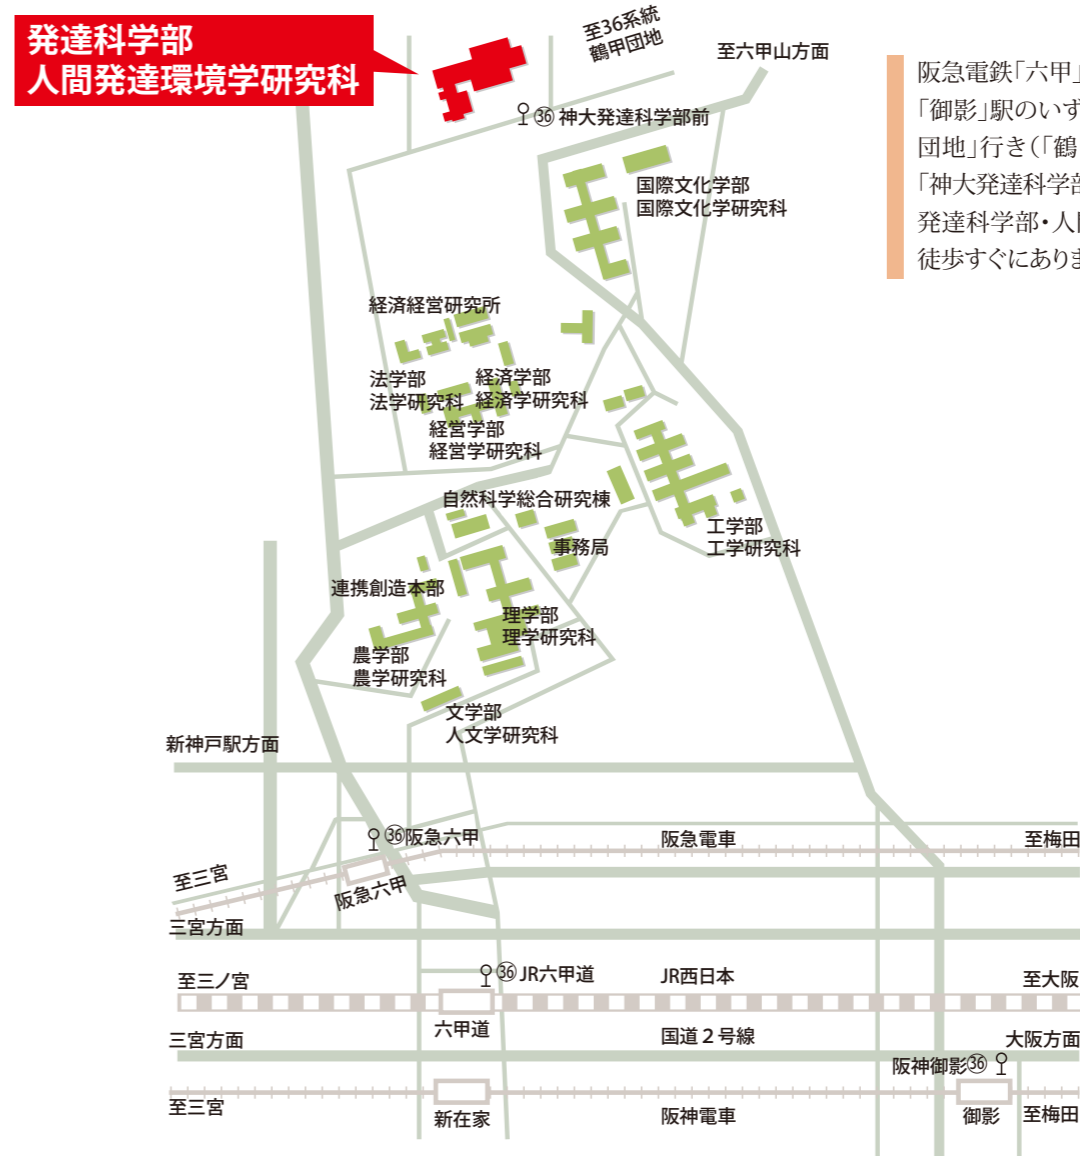 発達科学部
人間発達環境学研究科
至36系統
鶴甲団地
至六甲山方面
㊱ 神大発達科学部前
阪急電鉄「六甲」
「御影」駅のいず
団地」行き（「鶴
「神大発達科学部
発達科学部・人間
徒歩すぐにありま
国際文化学部
国際文化学研究科
経済経営研究所
法学部
法学研究科
経済学部
経済学研究科
経営学部
経営学研究科
自然科学総合研究棟
事務局
工学部
工学研究科
連携創造本部
理学部
理学研究科
農学部
農学研究科
文学部
人文学研究科
新神戸駅方面
㊱阪急六甲
阪急電車
至梅田
至三宮
阪急六甲
三宮方面
至三ノ宮
㊱JR六甲道
JR西日本
至大阪
六甲道
三宮方面
国道２号線
大阪方面
阪神御影㊱
至三宮
新在家
阪神電車
御影
至梅田